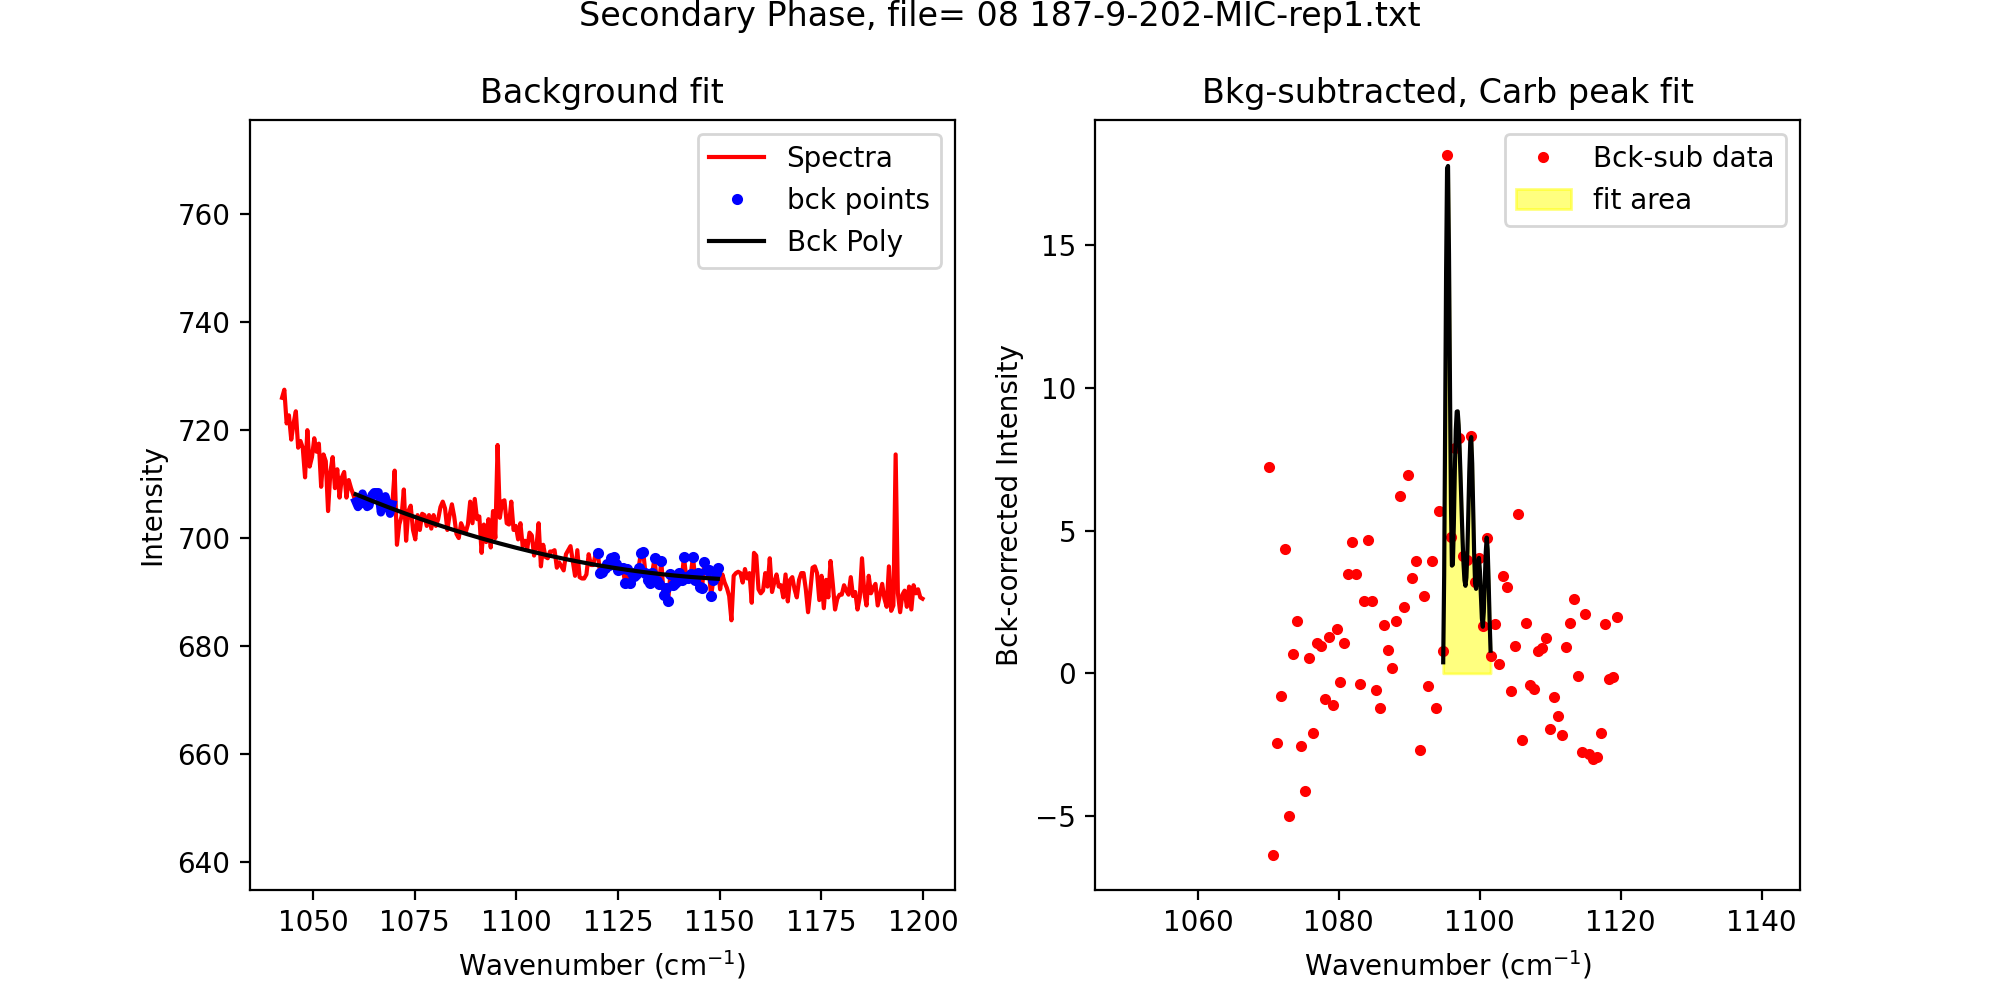 Secondary Phase, file= 08 187-9-202-MIC-rep1.txt
Background fit
Spectra
bck points
Bck Poly
760
740
720
700
680
660
640
Intensity
1050 1075 1100 1125 1150 1175 1200
Wavenumber (cm⁻¹)
Bkg-subtracted, Carb peak fit
Bck-sub data
fit area
15
10
5
0
−5
Bck-corrected Intensity
1060 1080 1100 1120 1140
Wavenumber (cm⁻¹)